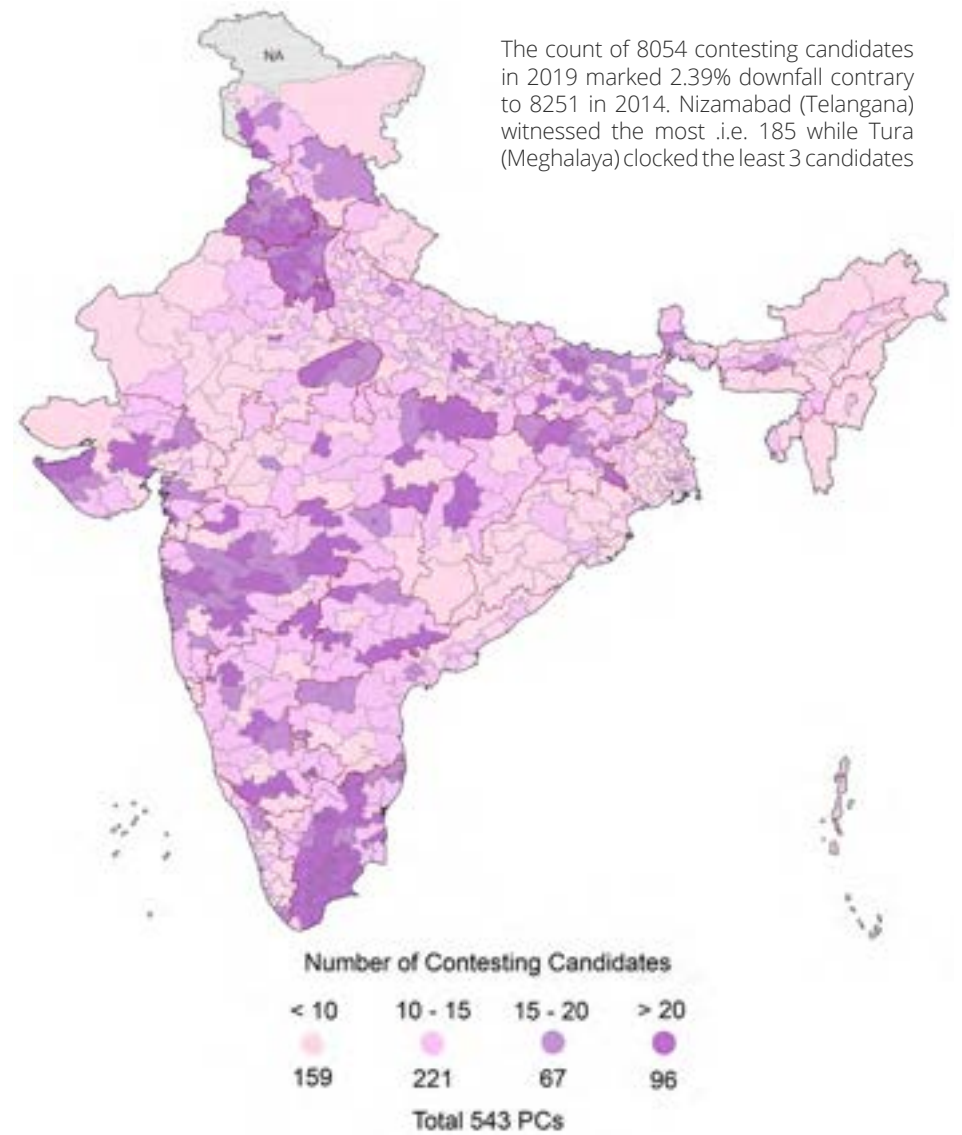 The count of 8054 contesting candidates
in 2019 marked 2.39% downfall contrary
to 8251 in 2014. Nizamabad (Telangana)
witnessed the most .i.e. 185 while Tura
(Meghalaya) clocked the least 3 candidates
NA
Number of Contesting Candidates
< 10 10 - 15 15 - 20 > 20
159 221 67 96
Total 543 PCs